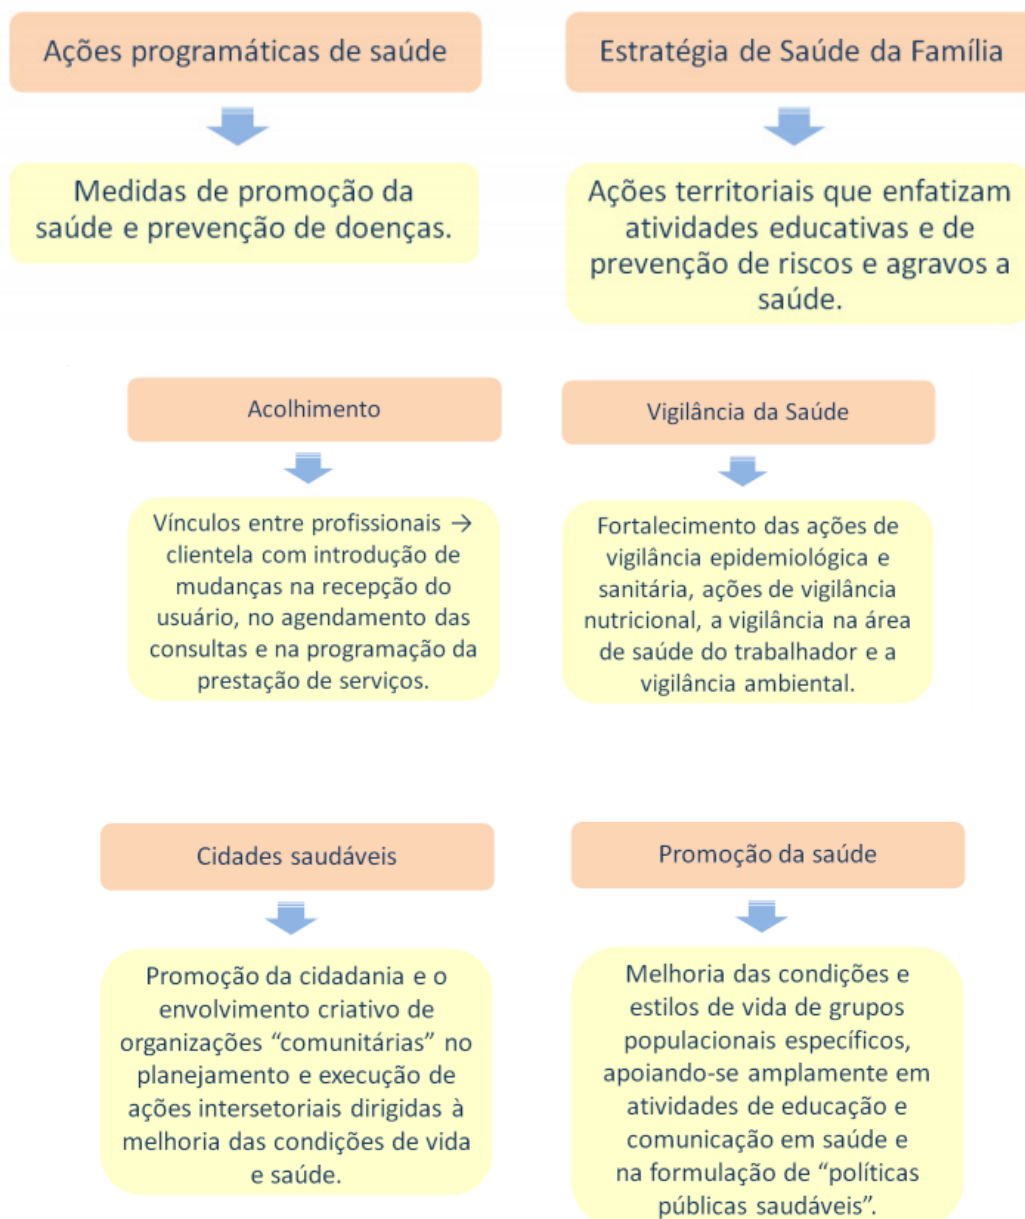 Ações programáticas de saúde
Medidas de promoção da
saúde e prevenção de doenças.
Estratégia de Saúde da Família
Ações territoriais que enfatizam
atividades educativas e de
prevenção de riscos e agravos a
saúde.
Acolhimento
Vínculos entre profissionais →
clientela com introdução de
mudanças na recepção do
usuário, no agendamento das
consultas e na programação da
prestação de serviços.
Vigilância da Saúde
Fortalecimento das ações de
vigilância epidemiológica e
sanitária, ações de vigilância
nutricional, a vigilância na área
de saúde do trabalhador e a
vigilância ambiental.
Cidades saudáveis
Promoção da cidadania e o
envolvimento criativo de
organizações “comunitárias” no
planejamento e execução de
ações intersetoriais dirigidas à
melhoria das condições de vida
e saúde.
Promoção da saúde
Melhoria das condições e
estilos de vida de grupos
populacionais específicos,
apoiando-se amplamente em
atividades de educação e
comunicação em saúde e
na formulação de “políticas
públicas saudáveis”.